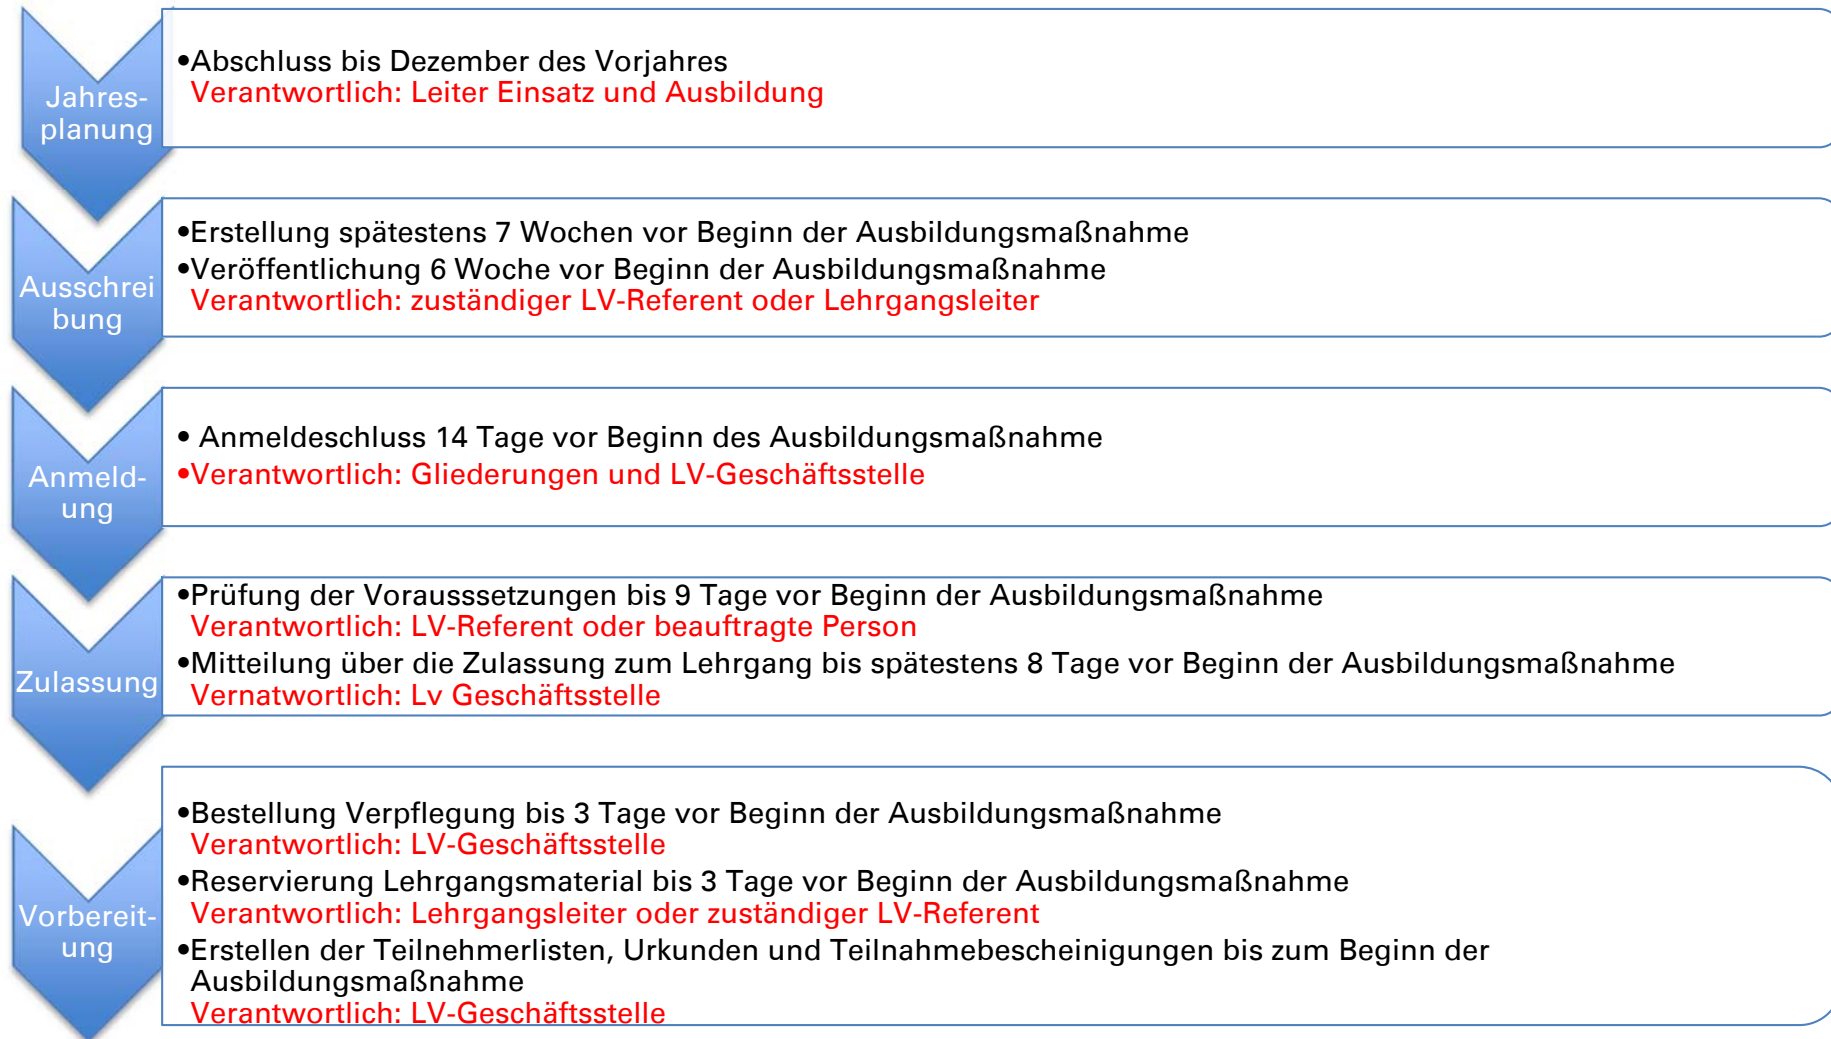 Jahres-
planung
•Abschluss bis Dezember des Vorjahres
Verantwortlich: Leiter Einsatz und Ausbildung
Ausschrei
bung
•Erstellung spätestens 7 Wochen vor Beginn der Ausbildungsmaßnahme
•Veröffentlichung 6 Woche vor Beginn der Ausbildungsmaßnahme
Verantwortlich: zuständiger LV-Referent oder Lehrgangsleiter
Anmeld-
ung
• Anmeldeschluss 14 Tage vor Beginn des Ausbildungsmaßnahme
•Verantwortlich: Gliederungen und LV-Geschäftsstelle
Zulassung
•Prüfung der Vorausssetzungen bis 9 Tage vor Beginn der Ausbildungsmaßnahme
Verantwortlich: LV-Referent oder beauftragte Person
•Mitteilung über die Zulassung zum Lehrgang bis spätestens 8 Tage vor Beginn der Ausbildungsmaßnahme
Vernatwortlich: Lv Geschäftsstelle
Vorbereit-
ung
•Bestellung Verpflegung bis 3 Tage vor Beginn der Ausbildungsmaßnahme
Verantwortlich: LV-Geschäftsstelle
•Reservierung Lehrgangsmaterial bis 3 Tage vor Beginn der Ausbildungsmaßnahme
Verantwortlich: Lehrgangsleiter oder zuständiger LV-Referent
•Erstellen der Teilnehmerlisten, Urkunden und Teilnahmebescheinigungen bis zum Beginn der
Ausbildungsmaßnahme
Verantwortlich: LV-Geschäftsstelle